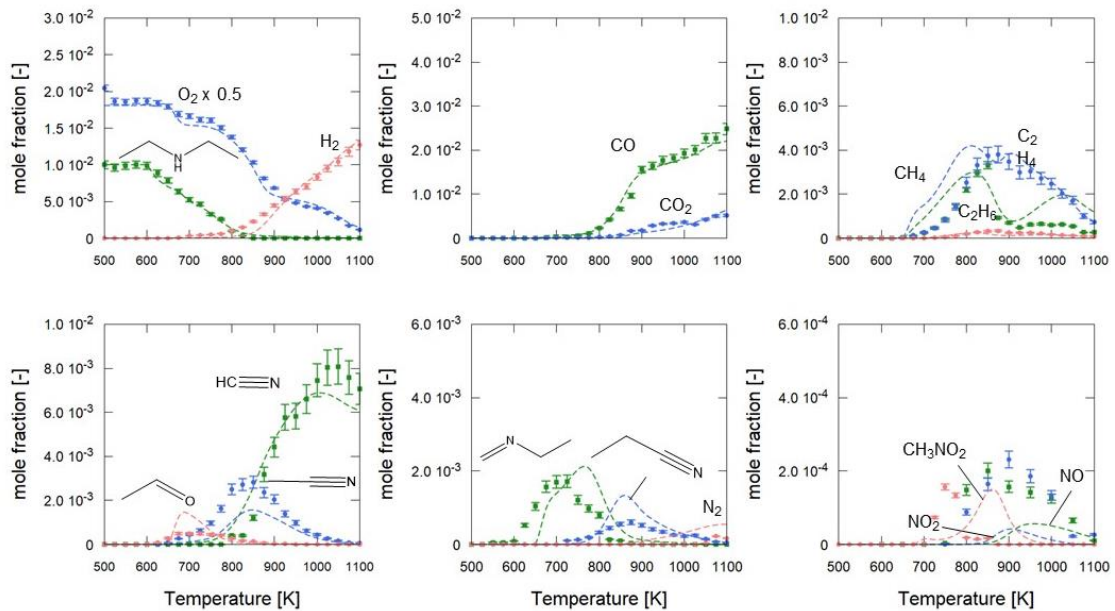 3.0 10⁻²
2.5 10⁻²
2.0 10⁻²
1.5 10⁻²
1.0 10⁻²
5.0 10⁻³
0
mole fraction [-]
O₂ x 0.5
H₂
N
H
500 600 700 800 900 1000 1100
5.0 10⁻²
4.0 10⁻²
3.0 10⁻²
2.0 10⁻²
1.0 10⁻²
0
mole fraction [-]
CO
CO₂
500 600 700 800 900 1000 1100
1.0 10⁻²
8.0 10⁻³
6.0 10⁻³
4.0 10⁻³
2.0 10⁻³
0
mole fraction [-]
CH₄
C₂
H₄
C₂H₆
500 600 700 800 900 1000 1100
1.0 10⁻²
8.0 10⁻³
6.0 10⁻³
4.0 10⁻³
2.0 10⁻³
0
mole fraction [-]
HC N
N
O
500 600 700 800 900 1000 1100
Temperature [K]
6.0 10⁻³
4.0 10⁻³
2.0 10⁻³
0
mole fraction [-]
N
N
N₂
500 600 700 800 900 1000 1100
Temperature [K]
6.0 10⁻⁴
4.0 10⁻⁴
2.0 10⁻⁴
0
mole fraction [-]
CH3NO₂
NO
NO₂
500 600 700 800 900 1000 1100
Temperature [K]